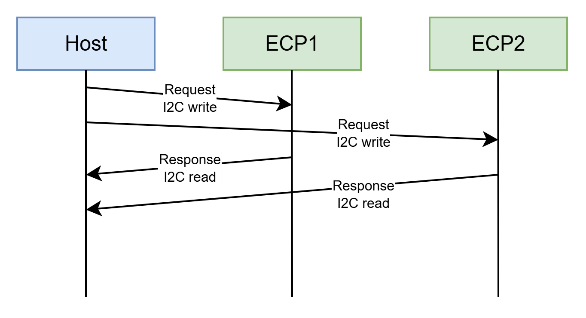 Host
ECP1
ECP2
Request
I2C write
Request
I2C write
Response
I2C read
Response
I2C read